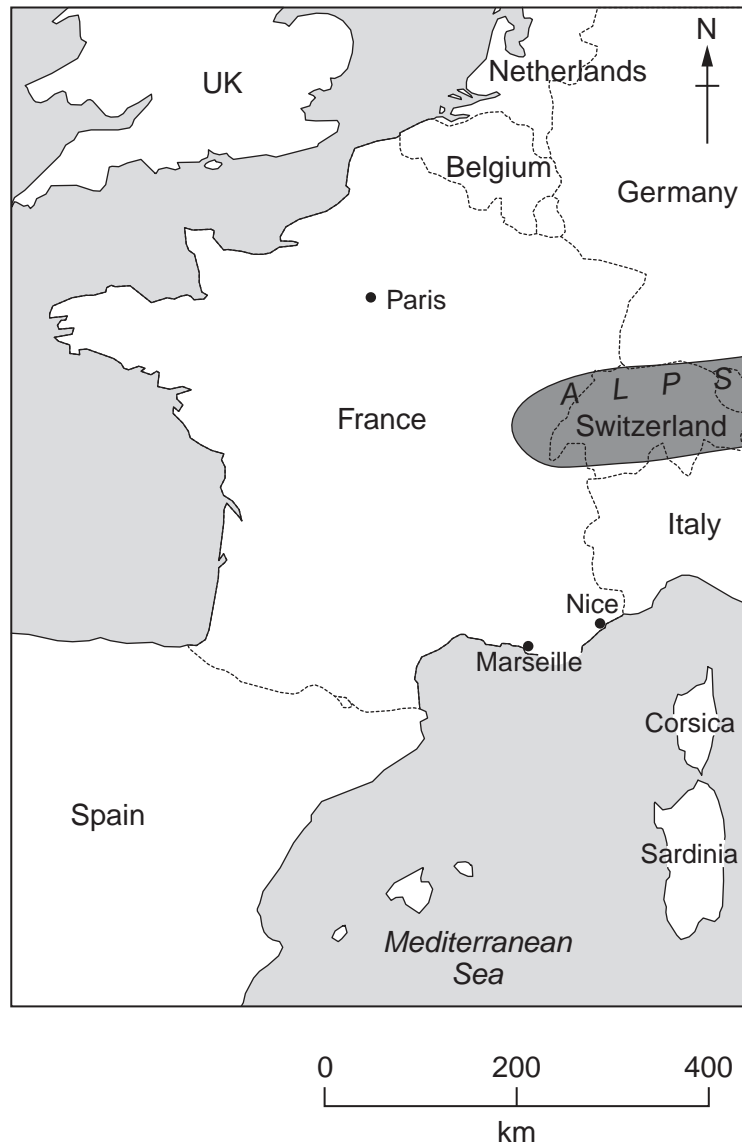 N
UK
Netherlands
Belgium
Germany
Paris
A L P S
France
Switzerland
Italy
Nice
Marseille
Corsica
Spain
Sardinia
Mediterranean
Sea
0 200 400
km